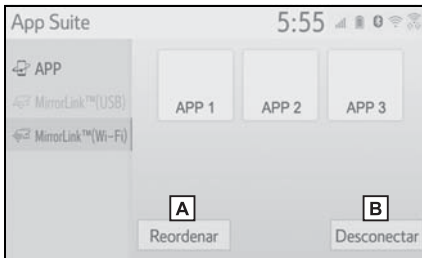 App Suite 5:55
APP
MirrorLink™(USB)
MirrorLink™(Wi-Fi)
APP 1 APP 2 APP 3
A B
Reordenar Desconectar